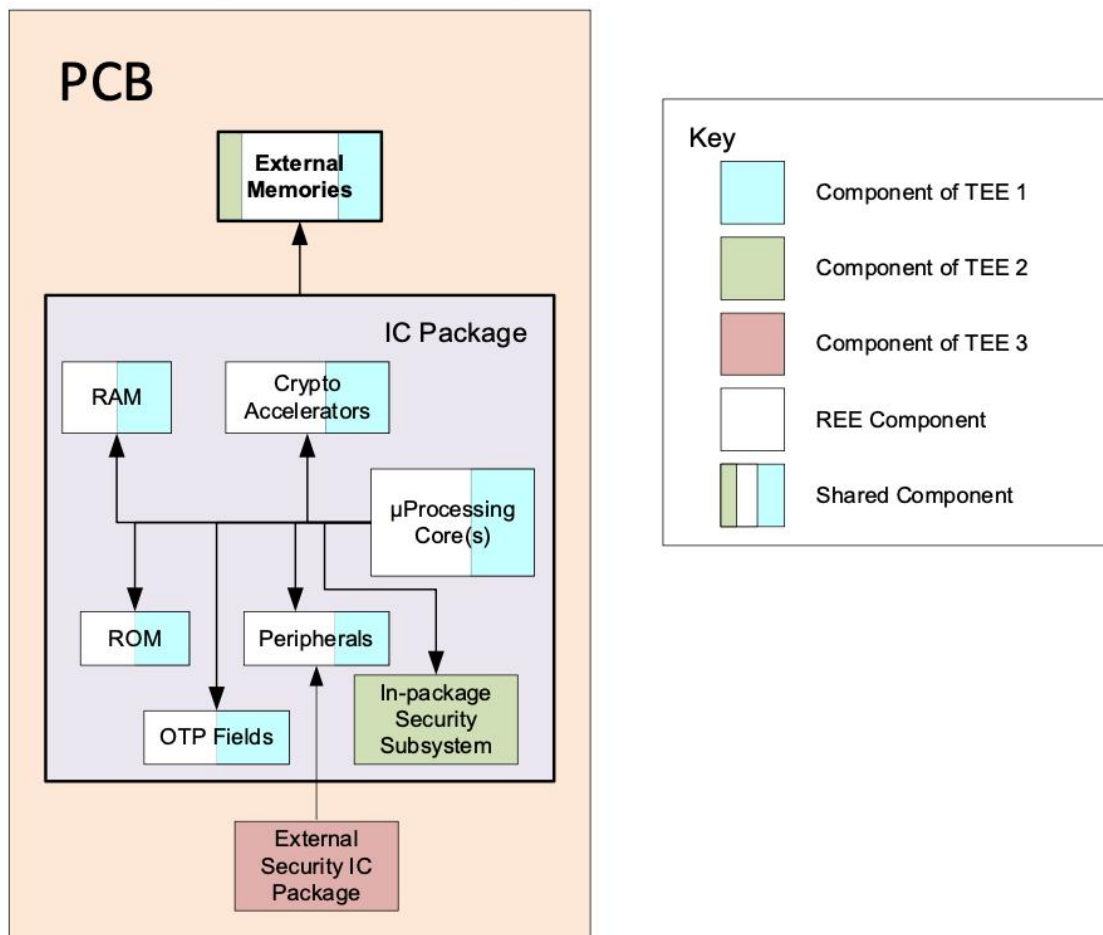 PCB
External
Memories
IC Package
RAM
Crypto
Accelerators
µProcessing
Core(s)
ROM
Peripherals
OTP Fields
In-package
Security
Subsystem
External
Security IC
Package
Key
Component of TEE 1
Component of TEE 2
Component of TEE 3
REE Component
Shared Component